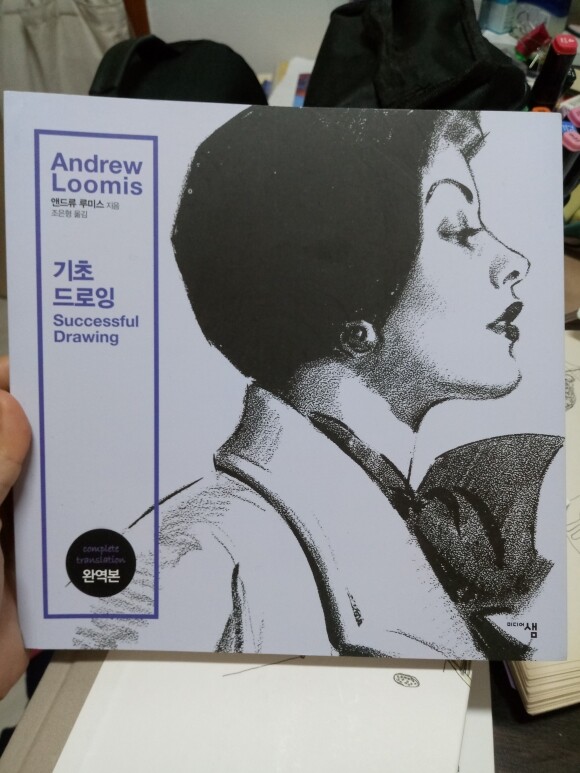 Andrew
Loomis
앤드류 루미스 지음
조은형 옮김
기초
드로잉
Successful
Drawing
complete
translation
완역본
미디어샘